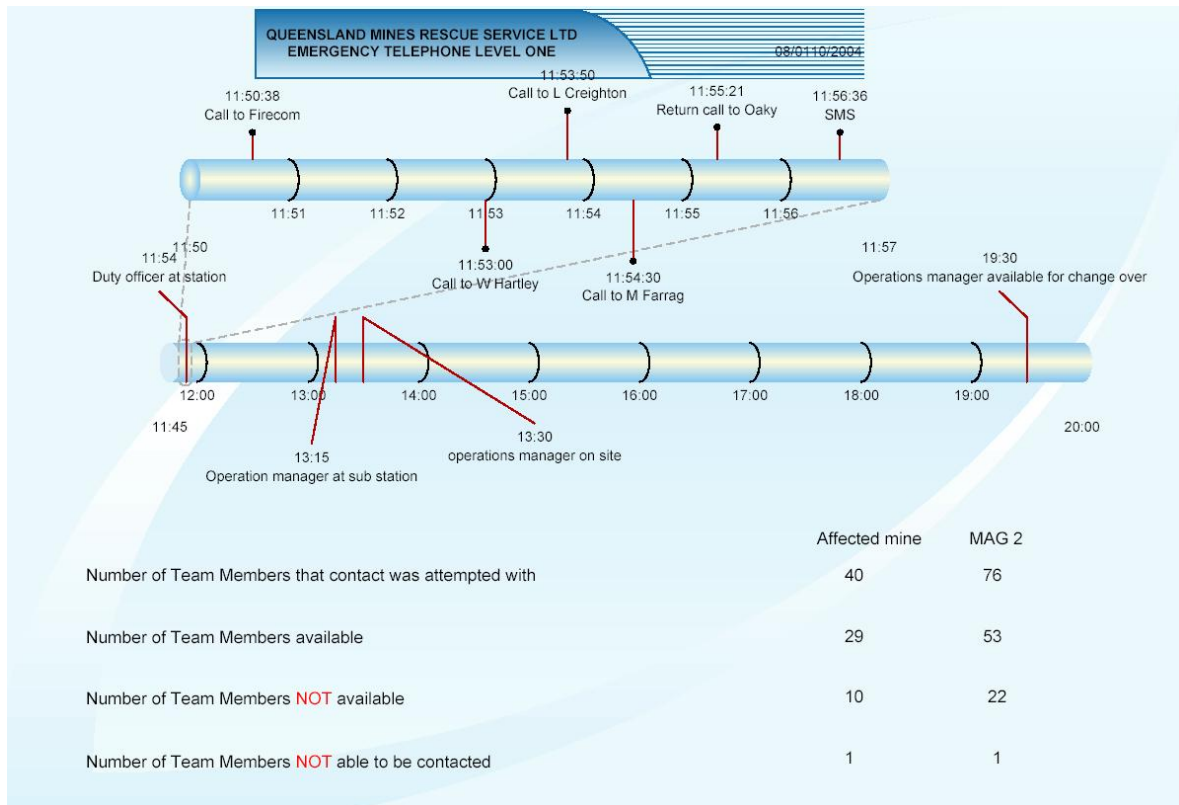 QUEENSLAND MINES RESCUE SERVICE LTD
EMERGENCY TELEPHONE LEVEL ONE
08/0110/2004
11:50:38
Call to Firecom
11:53:50
Call to L Creighton
11:55:21
Return call to Oaky
11:56:36
SMS
11:51
11:52
11:53
11:54
11:55
11:56
11:50
11:57
11:53:00
Call to W Hartley
11:54:30
Call to M Farrag
11:54
Duty officer at station
19:30
Operations manager available for change over
12:00
13:00
14:00
15:00
16:00
17:00
18:00
19:00
11:45
20:00
13:15
Operation manager at sub station
13:30
operations manager on site
Affected mine MAG 2
Number of Team Members that contact was attempted with 40 76
Number of Team Members available 29 53
Number of Team Members NOT available 10 22
Number of Team Members NOT able to be contacted 1 1